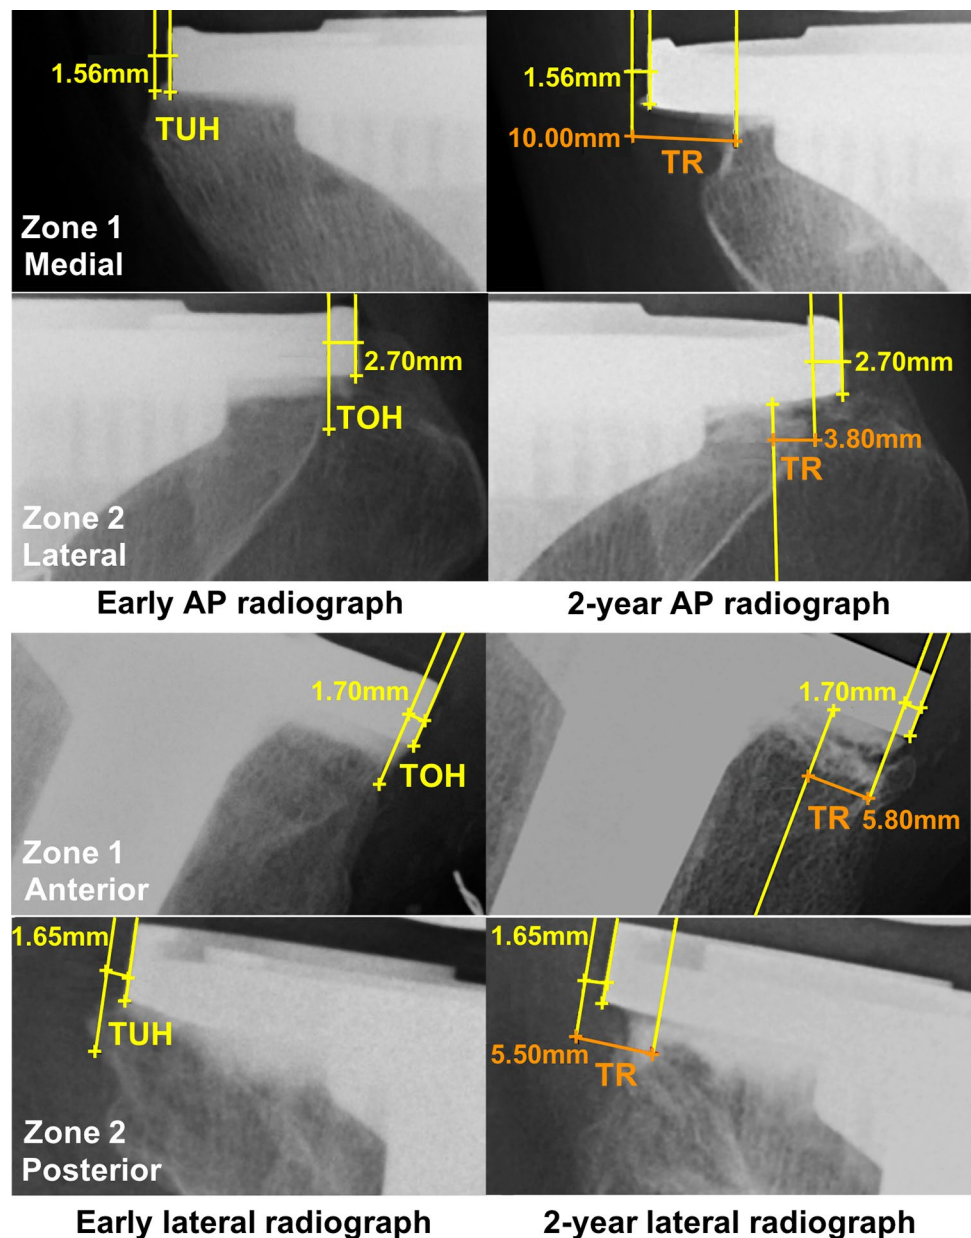 1.56mm
TUH
Zone 1
Medial
1.56mm
10.00mm
TR
2.70mm
TOH
Zone 2
Lateral
2.70mm
3.80mm
TR
Early AP radiograph
2-year AP radiograph
1.70mm
TOH
Zone 1
Anterior
1.70mm
TR 5.80mm
1.65mm
TUH
Zone 2
Posterior
1.65mm
5.50mm
TR
Early lateral radiograph
2-year lateral radiograph